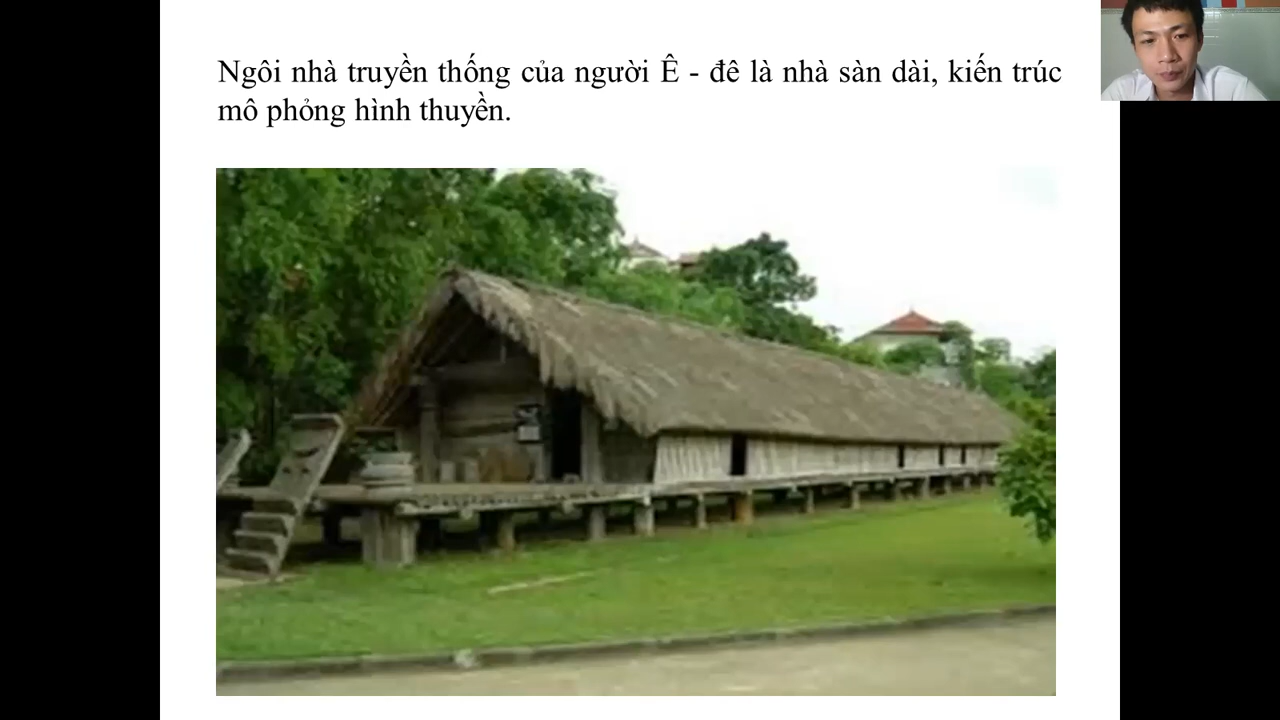 Ngôi nhà truyền thống của người Ê - đê là nhà sàn dài, kiến trúc
mô phỏng hình thuyền.